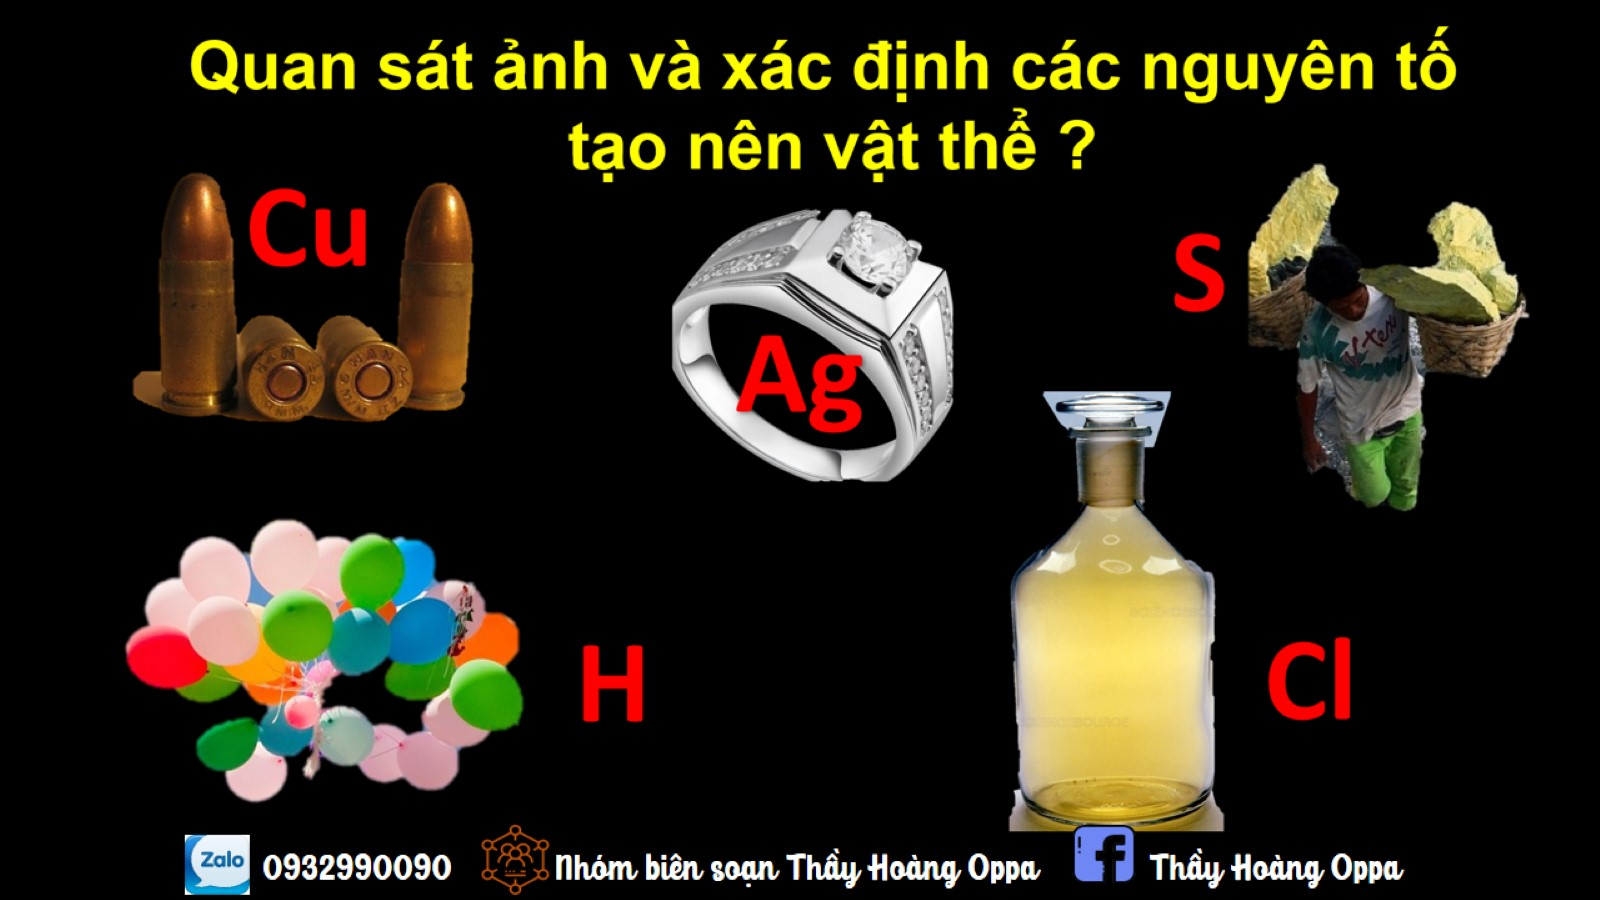 Quan sát ảnh và xác định các nguyên tố
tạo nên vật thể ?
Cu
Ag
S
H
Cl
Zalo 0932990090 Nhóm biên soạn Thầy Hoàng Oppa f Thầy Hoàng Oppa